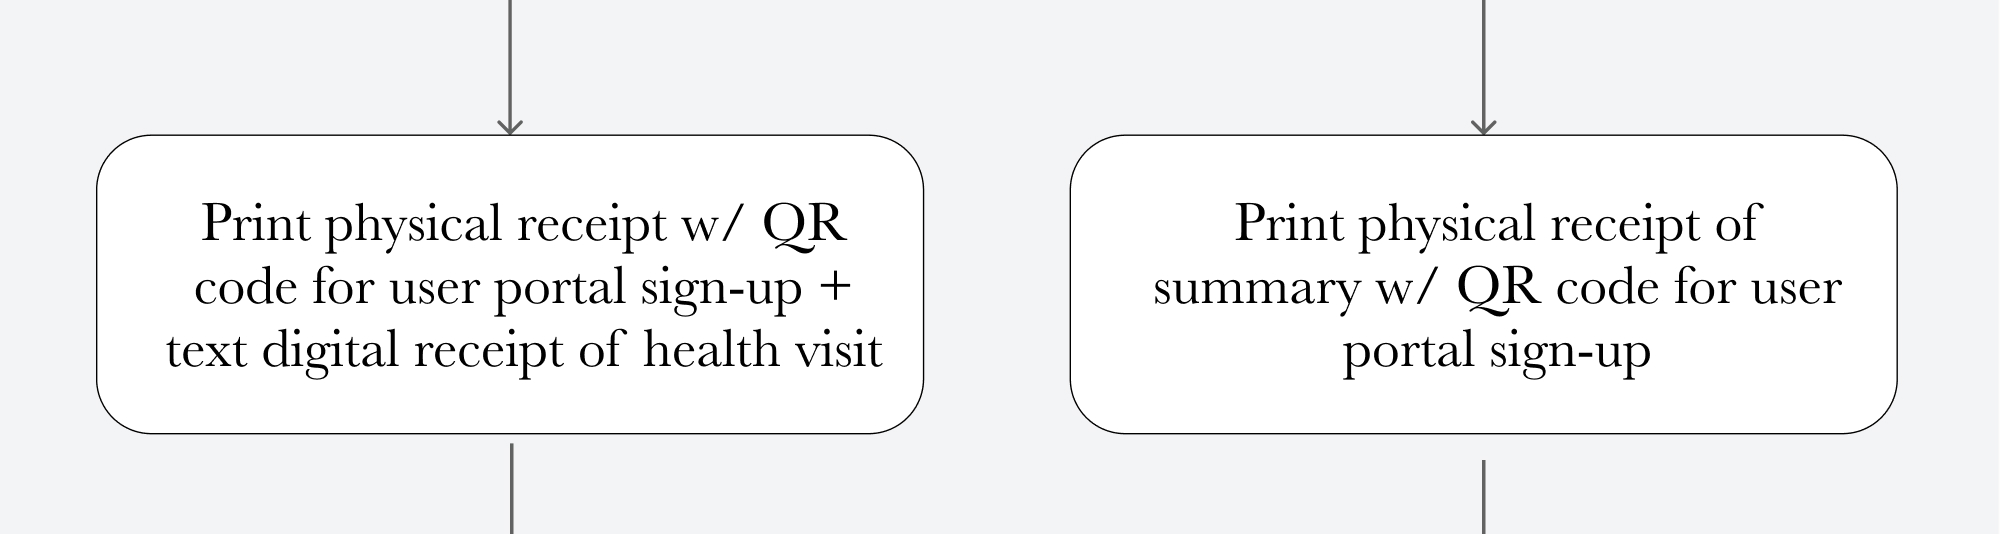 Print physical receipt w/ QR
code for user portal sign-up +
text digital receipt of health visit
Print physical receipt of
summary w/ QR code for user
portal sign-up